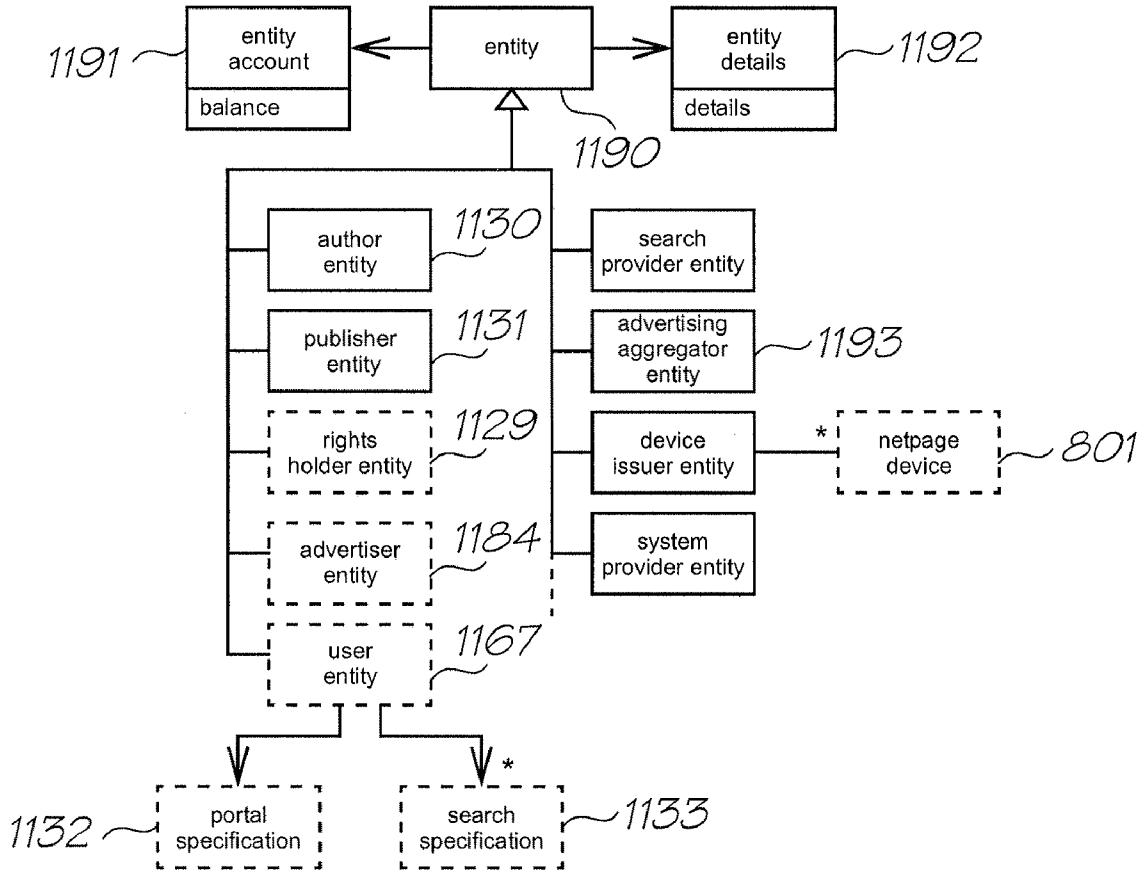 entity
account
balance
1191
entity
1190
entity
details
details
1192
author
entity
1130
publisher
entity
1131
rights
holder entity
1129
advertiser
entity
1184
user
entity
1167
search
provider entity
advertising
aggregator
entity
1193
device
issuer entity
*
netpage
device
801
system
provider entity
portal
specification
1132
*
search
specification
1133